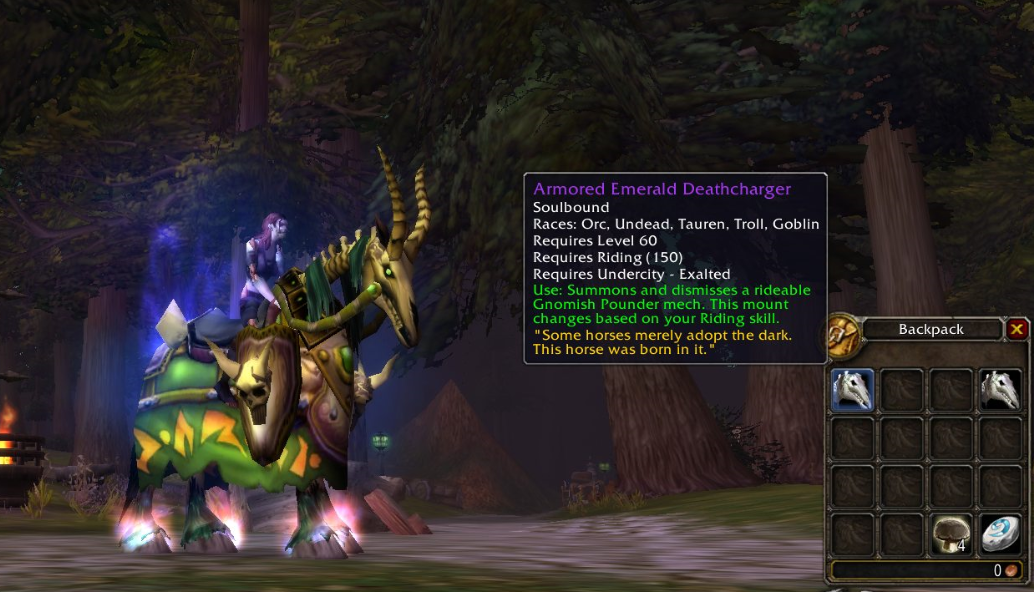 Armored Emerald Deathcharger
Soulbound
Races: Orc, Undead, Tauren, Troll, Goblin
Requires Level 60
Requires Riding (150)
Requires Undercity - Exalted
Use: Summons and dismisses a rideable
Gnomish Pounder mech. This mount
changes based on your Riding skill.
"Some horses merely adopt the dark.
This horse was born in it."
Backpack
4
0